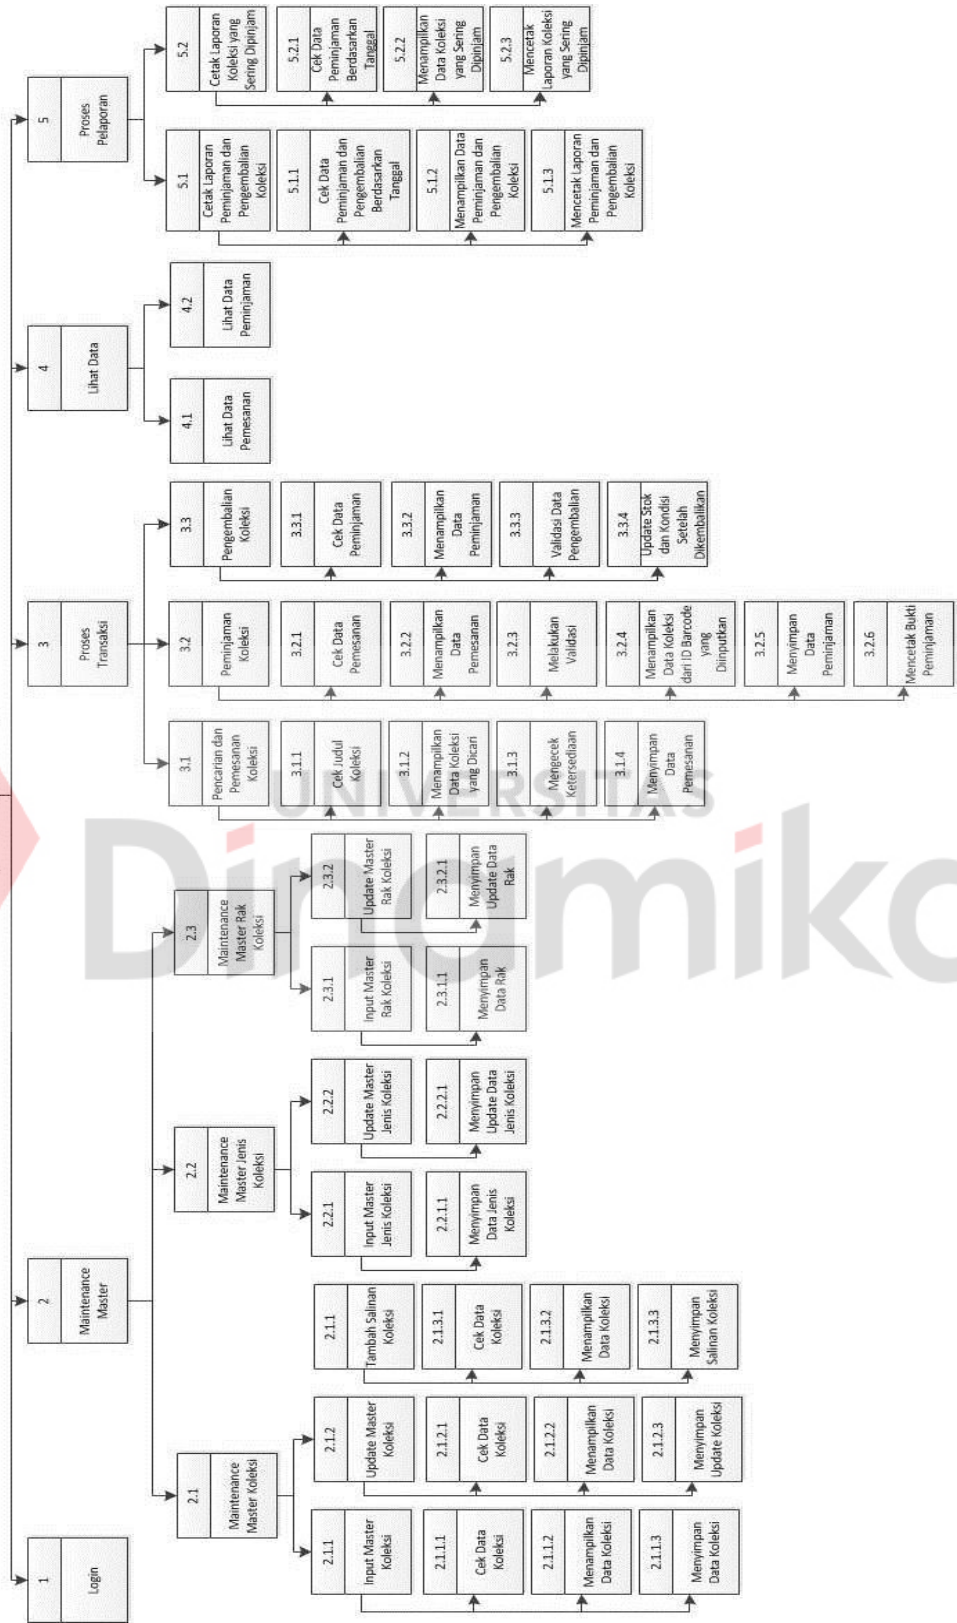 1
Login
2
Maintenance
Master
2.1
Maintenance
Master Koleksi
2.1.1
Input Master
Koleksi
2.1.1.1
Cek Data
Koleksi
2.1.1.2
Menampilkan
Data Koleksi
2.1.1.3
Menyimpan
Data Koleksi
2.1.2
Update Master
Koleksi
2.1.2.1
Cek Data
Koleksi
2.1.2.2
Menampilkan
Data Koleksi
2.1.2.3
Menyimpan
Update Koleksi
2.1.1
Tambah Salinan
Koleksi
2.1.3.1
Cek Data
Koleksi
2.1.3.2
Menampilkan
Data Koleksi
2.1.3.3
Menyimpan
Salinan Koleksi
2.2
Maintenance
Master Jenis
Koleksi
2.2.1
Input Master
Jenis Koleksi
2.2.1.1
Menyimpan
Data Jenis
Koleksi
2.2.2
Update Master
Jenis Koleksi
2.2.2.1
Menyimpan
Update Data
Jenis Koleksi
2.3
Maintenance
Master Rak
Koleksi
2.3.1
Input Master
Rak Koleksi
2.3.1.1
Menyimpan
Data Rak
2.3.2
Update Master
Rak Koleksi
2.3.2.1
Menyimpan
Update Data
Rak
3
Proses
Transaksi
3.1
Pencarian dan
Pemesanan
Koleksi
3.1.1
Cek Judul
Koleksi
3.1.2
Menampilkan
Data Koleksi
yang Dicari
3.1.3
Mengecek
Ketersediaan
3.1.4
Menyimpan
Data
Pemesanan
3.2
Peminjaman
Koleksi
3.2.1
Cek Data
Pemesanan
3.2.2
Menampilkan
Data
Pemesanan
3.2.3
Melakukan
Validasi
3.2.4
Menampilkan
Data Koleksi
dari ID Barcode
yang
Diinputkan
3.2.5
Menyimpan
Data
Peminjaman
3.2.6
Mencetak Bukti
Peminjaman
3.3
Pengembalian
Koleksi
3.3.1
Cek Data
Peminjaman
3.3.2
Menampilkan
Data
Peminjaman
3.3.3
Validasi Data
Pengembalian
3.3.4
Update Stok
dan Kondisi
Setelah
Dikembalikan
4
Lihat Data
4.1
Lihat Data
Pemesanan
4.2
Lihat Data
Peminjaman
5
Proses
Pelaporan
5.1
Cetak Laporan
Peminjaman dan
Pengembalian
Koleksi
5.1.1
Cek Data
Peminjaman dan
Pengembalian
Berdasarkan
Tanggal
5.1.2
Menampilkan Data
Peminjaman dan
Pengembalian
Koleksi
5.1.3
Mencetak Laporan
Peminjaman dan
Pengembalian
Koleksi
5.2
Cetak Laporan
Koleksi yang
Sering Dipinjam
5.2.1
Cek Data
Peminjaman
Berdasarkan
Tanggal
5.2.2
Menampilkan
Data Koleksi
yang Sering
Dipinjam
5.2.3
Mencetak
Laporan Koleksi
yang Sering
Dipinjam
UNIVERSITAS
Dinamika